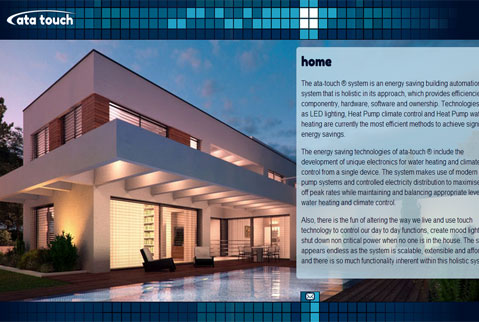 ata touch
home
The ata-touch ® system is an energy saving building automation
system that is holistic in its approach, which provides efficiencie
componentry, hardware, software and ownership. Technologies
as LED lighting, Heat Pump climate control and Heat Pump wat
heating are currently the most efficient methods to achieve sign
energy savings.
The energy saving technologies of ata-touch ® include the
development of unique electronics for water heating and climate
control from a single device. The system makes use of modern
pump systems and controlled electricity distribution to maximise
off peak rates while maintaining and balancing appropriate leve
water heating and climate control.
Also, there is the fun of altering the way we live and use touch
technology to control our day to day functions, create mood light
shut down non critical power when no one is in the house. The s
appears endless as the system is scalable, extensible and affor
and there is so much functionality inherent within this holistic sys